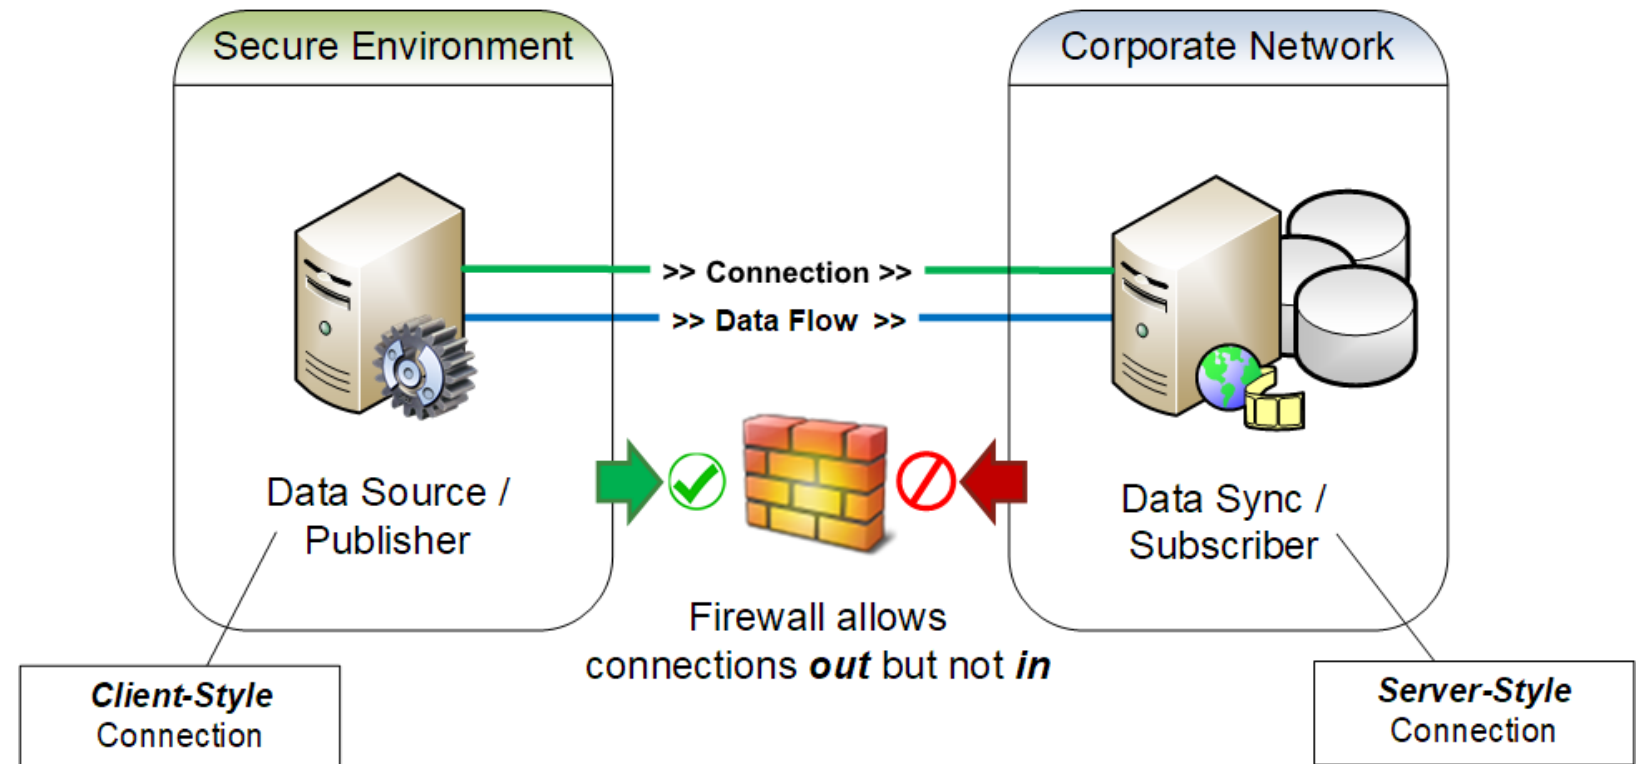 Secure Environment
Corporate Network
>> Connection >>
>> Data Flow >>
Data Source /
Publisher
Data Sync /
Subscriber
Firewall allows
connections out but not in
Client-Style
Connection
Server-Style
Connection